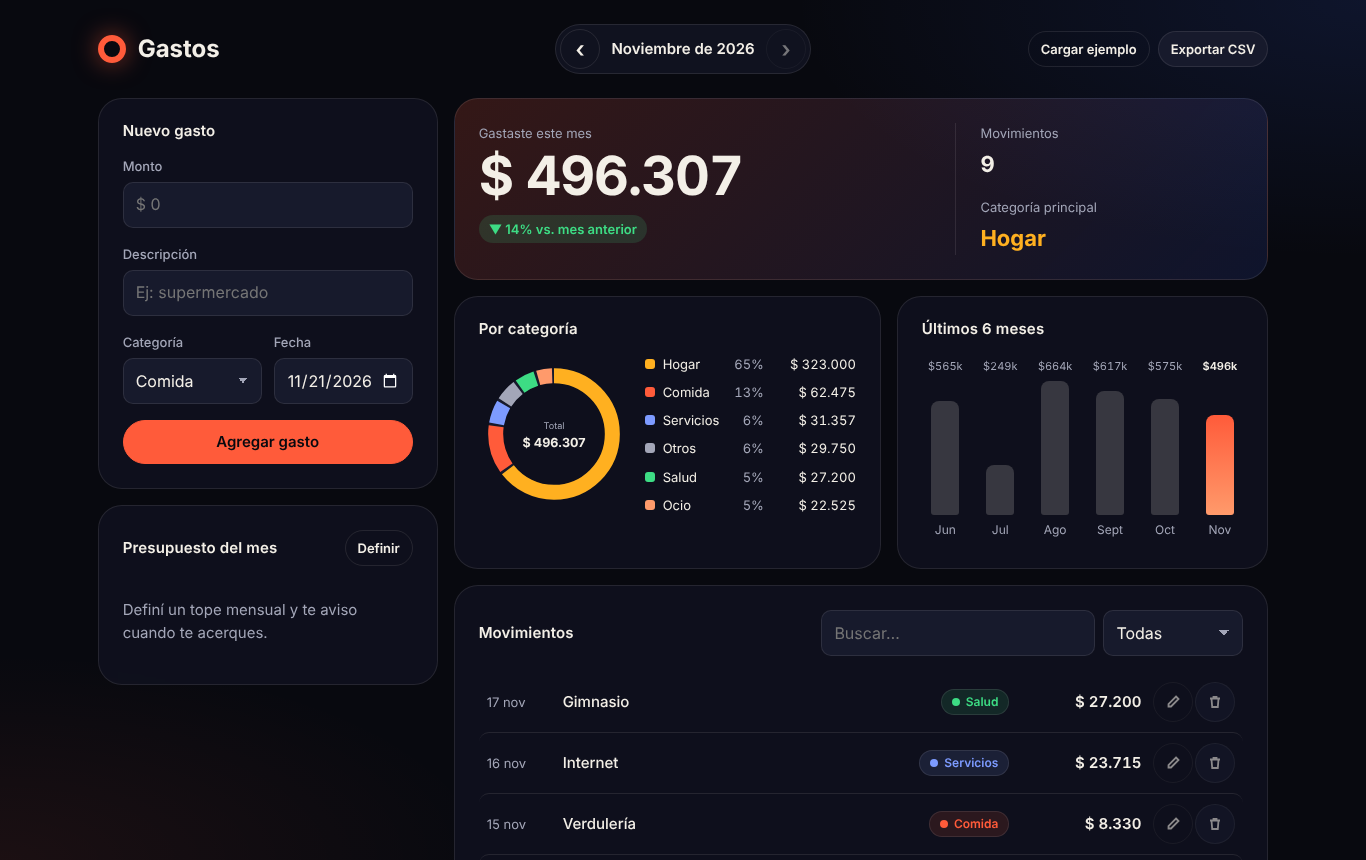 Gastos
‹ Noviembre de 2026 ›
Cargar ejemplo
Exportar CSV
Nuevo gasto
Monto
$ 0
Descripción
Ej: supermercado
Categoría
Fecha
Comida
11/21/2026
Agregar gasto
Presupuesto del mes
Definir
Definí un tope mensual y te aviso
cuando te acerques.
Gastaste este mes
$ 496.307
▼ 14% vs. mes anterior
Movimientos
9
Categoría principal
Hogar
Por categoría
Total
$ 496.307
Hogar 65% $ 323.000
Comida 13% $ 62.475
Servicios 6% $ 31.357
Otros 6% $ 29.750
Salud 5% $ 27.200
Ocio 5% $ 22.525
Últimos 6 meses
$565k $249k $664k $617k $575k $496k
Jun Jul Ago Sept Oct Nov
Movimientos
Buscar...
Todas
17 nov Gimnasio Salud $ 27.200
16 nov Internet Servicios $ 23.715
15 nov Verdulería Comida $ 8.330